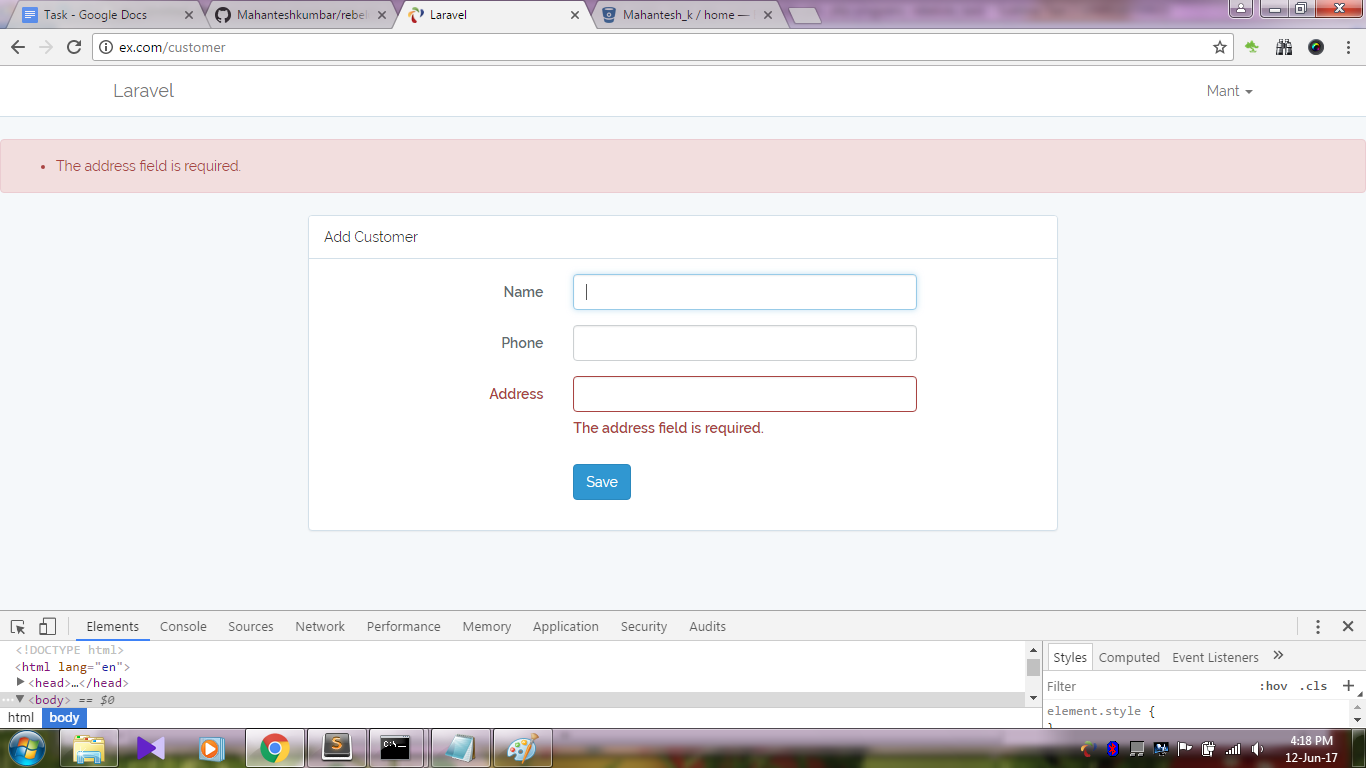 Task - Google Docs
Mahanteshkumbar/rebel
Laravel
Mahantesh_k / home —
ex.com/customer
Laravel
Mant
The address field is required.
Add Customer
Name
Phone
Address
The address field is required.
Save
Elements Console Sources Network Performance Memory Application Security Audits
<!DOCTYPE html>
<html lang="en">
<head>…</head>
<body> == $0
html body
Styles Computed Event Listeners »
Filter :hov .cls +
element.style {
}
C:\_
4:18 PM
12-Jun-17